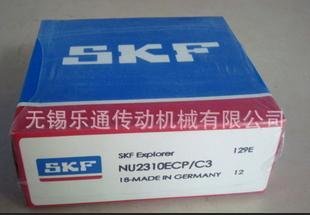 SKF
无锡乐通传动机械有限公司
SKF
SKF Explorer 129E
NU2310ECP/C3
18-MADE IN GERMANY 12